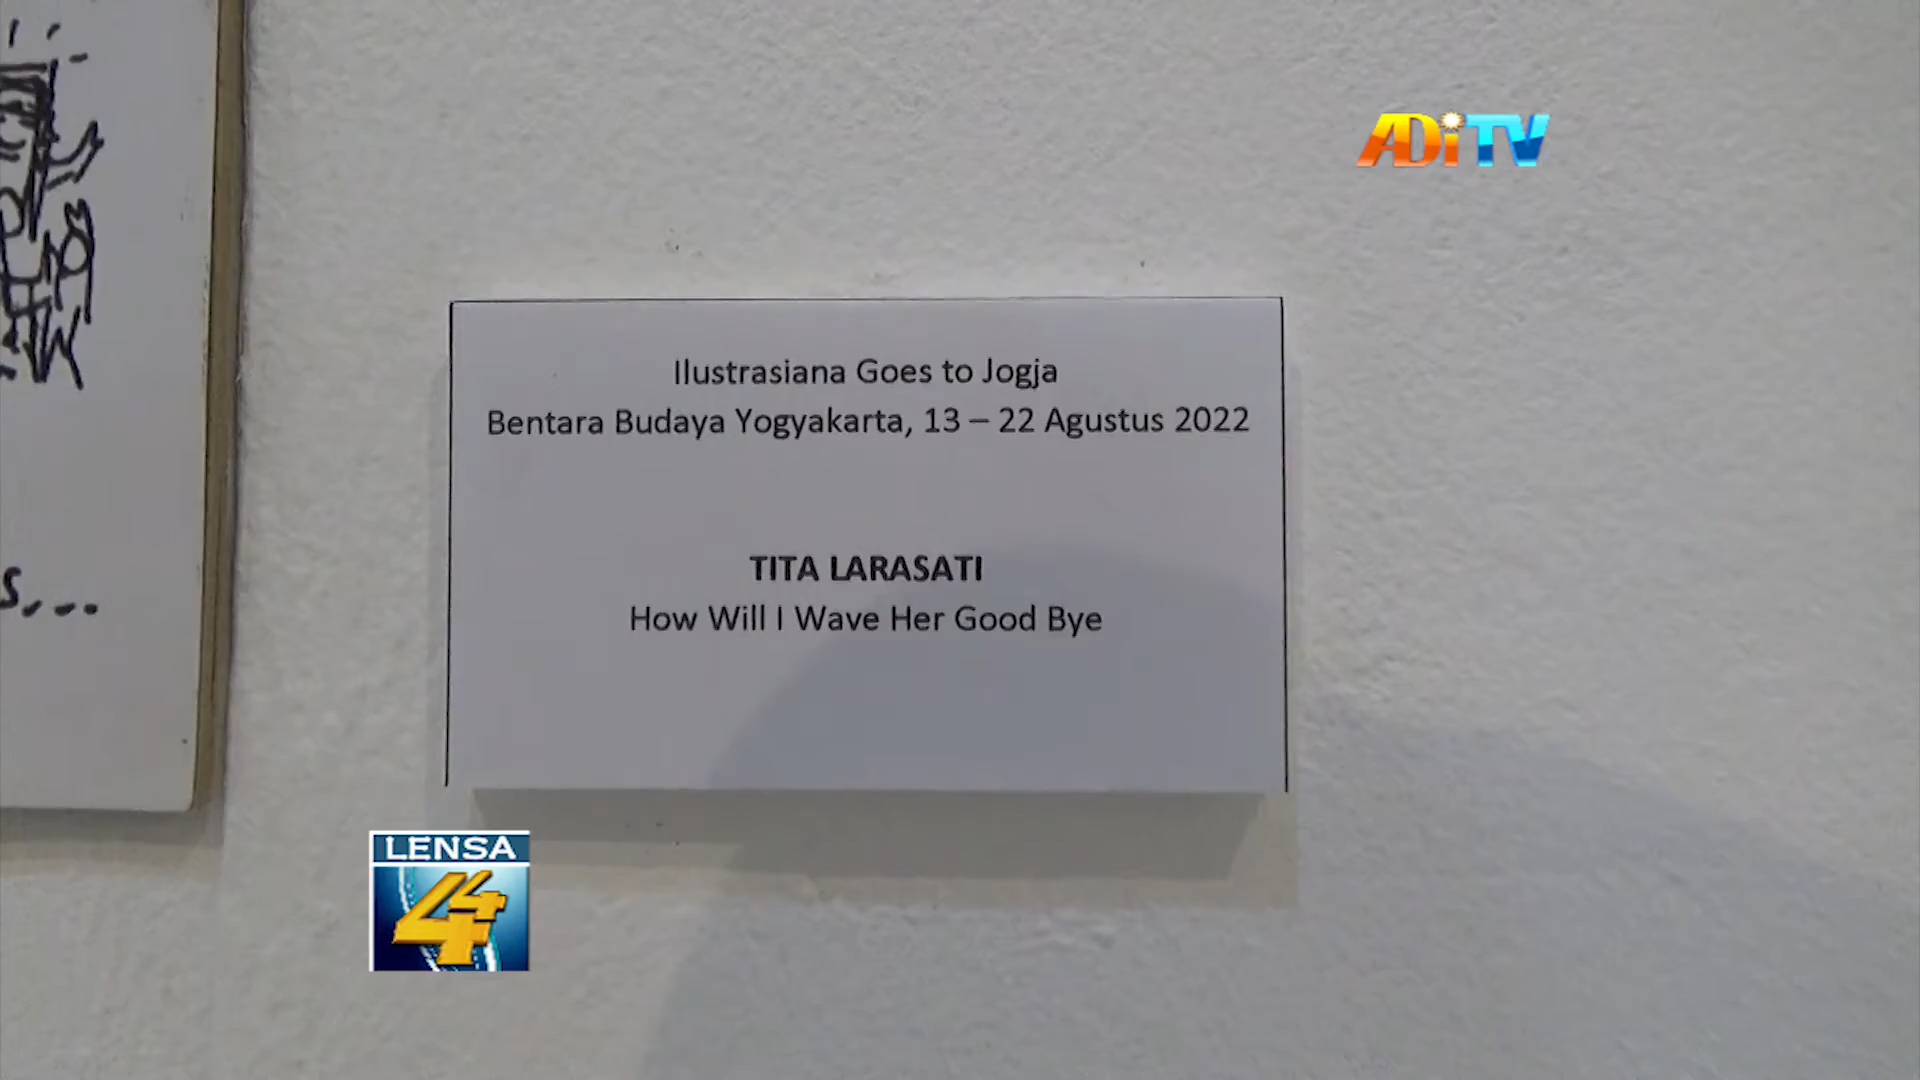 ADiTV
Ilustrasiana Goes to Jogja
Bentara Budaya Yogyakarta, 13 – 22 Agustus 2022
TITA LARASATI
How Will I Wave Her Good Bye
s...
LENSA
44